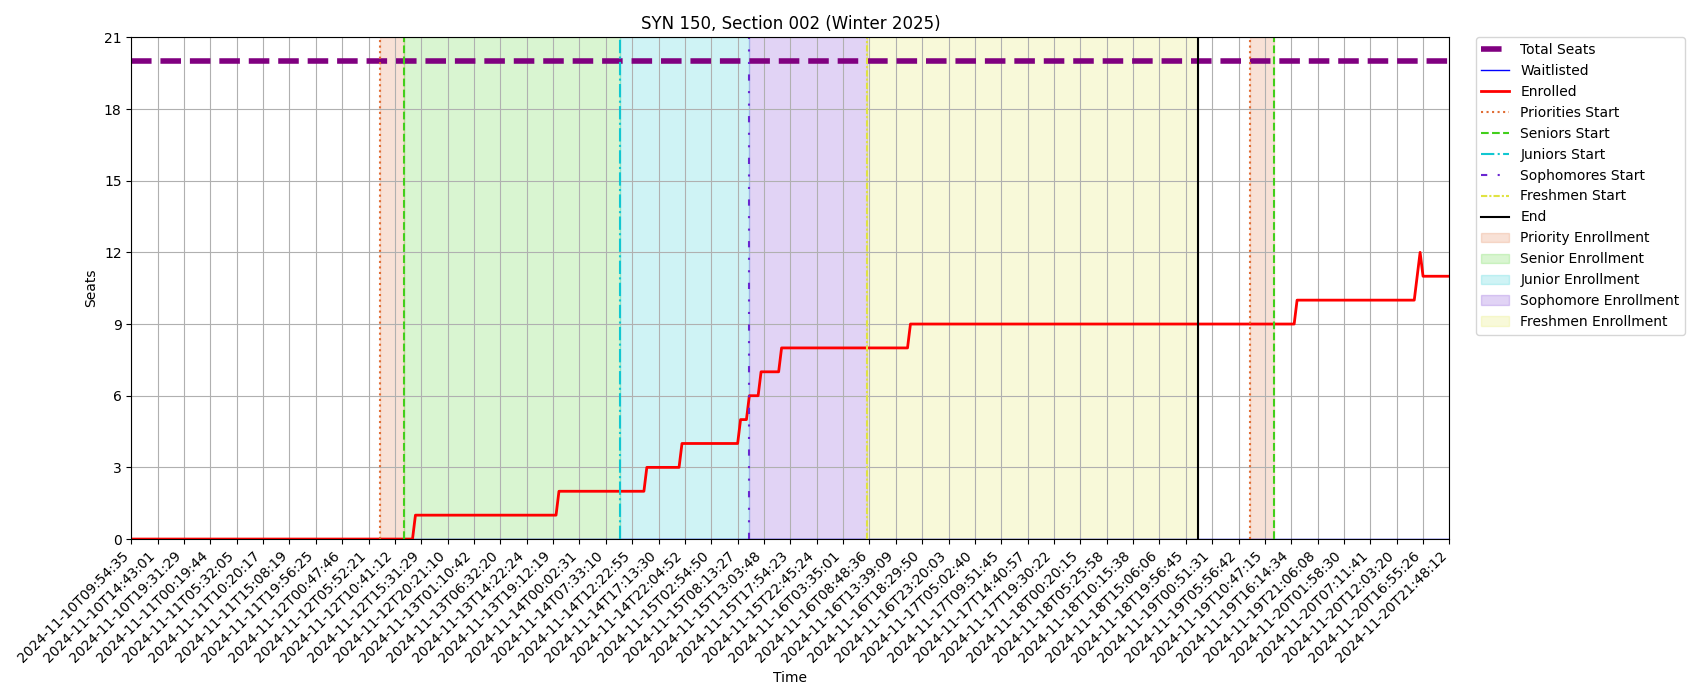 SYN 150, Section 002 (Winter 2025)
21
18
15
12
9
6
3
0
Seats
2024-11-10T09:54:35
2024-11-10T14:43:01
2024-11-10T19:31:29
2024-11-11T00:19:44
2024-11-11T05:32:05
2024-11-11T10:20:17
2024-11-11T15:08:19
2024-11-11T19:56:25
2024-11-12T00:47:46
2024-11-12T05:52:21
2024-11-12T10:41:12
2024-11-12T15:31:29
2024-11-12T20:21:10
2024-11-13T01:10:42
2024-11-13T06:32:20
2024-11-13T14:22:24
2024-11-13T19:12:19
2024-11-14T00:02:31
2024-11-14T07:33:10
2024-11-14T12:22:55
2024-11-14T17:13:30
2024-11-14T22:04:52
2024-11-15T02:54:50
2024-11-15T08:13:27
2024-11-15T13:03:48
2024-11-15T17:54:23
2024-11-15T22:45:24
2024-11-16T03:35:01
2024-11-16T08:48:36
2024-11-16T13:39:09
2024-11-16T18:29:50
2024-11-16T23:20:03
2024-11-17T05:02:40
2024-11-17T09:51:45
2024-11-17T14:40:57
2024-11-17T19:30:22
2024-11-18T00:20:15
2024-11-18T05:25:58
2024-11-18T10:15:38
2024-11-18T15:06:06
2024-11-18T19:56:45
2024-11-19T00:51:31
2024-11-19T05:56:42
2024-11-19T10:47:15
2024-11-19T16:14:34
2024-11-19T21:06:08
2024-11-20T01:58:30
2024-11-20T07:11:41
2024-11-20T12:03:20
2024-11-20T16:55:26
2024-11-20T21:48:12
Time
Total Seats
Waitlisted
Enrolled
Priorities Start
Seniors Start
Juniors Start
Sophomores Start
Freshmen Start
End
Priority Enrollment
Senior Enrollment
Junior Enrollment
Sophomore Enrollment
Freshmen Enrollment